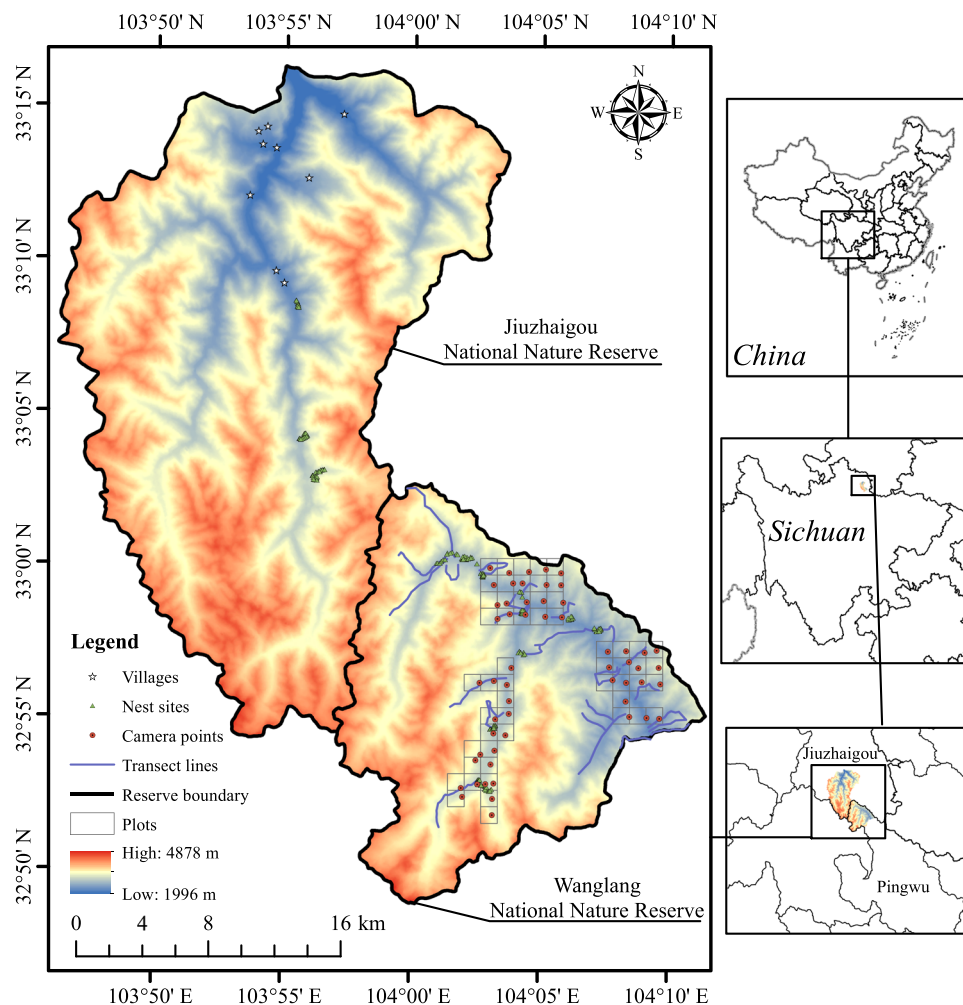 103°50' N 103°55' N 104°00' N 104°05' N 104°10' N
33°15' N
33°10' N
33°05' N
33°00' N
32°55' N
32°50' N
N
W E
S
Jiuzhaigou
National Nature Reserve
Legend
Villages
Nest sites
Camera points
Transect lines
Reserve boundary
Plots
High: 4878 m
Low: 1996 m
0 4 8 16 km
Wanglang
National Nature Reserve
103°50' E 103°55' E 104°00' E 104°05' E 104°10' E
China
Sichuan
Jiuzhaigou
Pingwu